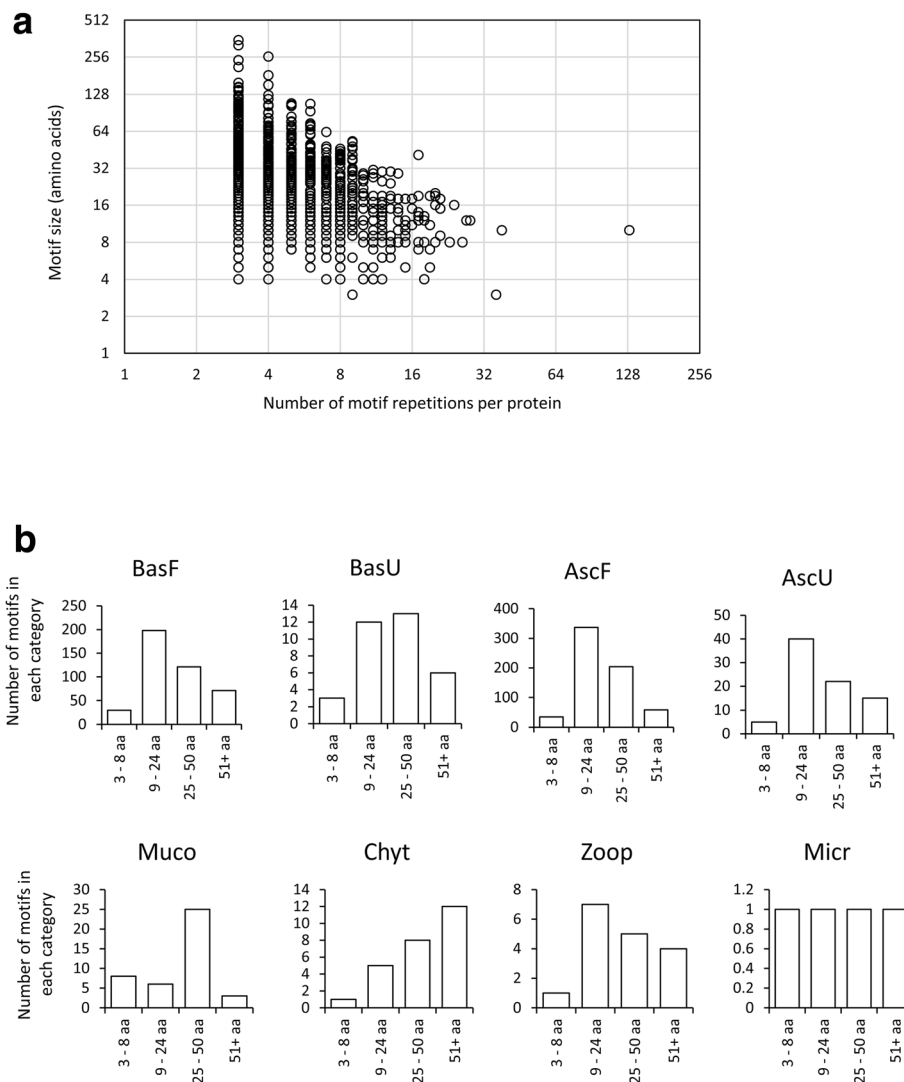 a
512
256
128
64
32
16
8
4
2
1
Motif size (amino acids)
1 2 4 8 16 32 64 128 256
Number of motif repetitions per protein
b
BasF
Number of motifs in
each category
250
200
150
100
50
0
3 - 8 aa
9 - 24 aa
25 - 50 aa
51+ aa
BasU
14
12
10
8
6
4
2
0
3 - 8 aa
9 - 24 aa
25 - 50 aa
51+ aa
AscF
400
300
200
100
0
3 - 8 aa
9 - 24 aa
25 - 50 aa
51+ aa
AscU
50
40
30
20
10
0
3 - 8 aa
9 - 24 aa
25 - 50 aa
51+ aa
Muco
Number of motifs in
each category
30
25
20
15
10
5
0
3 - 8 aa
9 - 24 aa
25 - 50 aa
51+ aa
Chyt
14
12
10
8
6
4
2
0
3 - 8 aa
9 - 24 aa
25 - 50 aa
51+ aa
Zoop
8
6
4
2
0
3 - 8 aa
9 - 24 aa
25 - 50 aa
51+ aa
Micr
1.2
1
0.8
0.6
0.4
0.2
0
3 - 8 aa
9 - 24 aa
25 - 50 aa
51+ aa